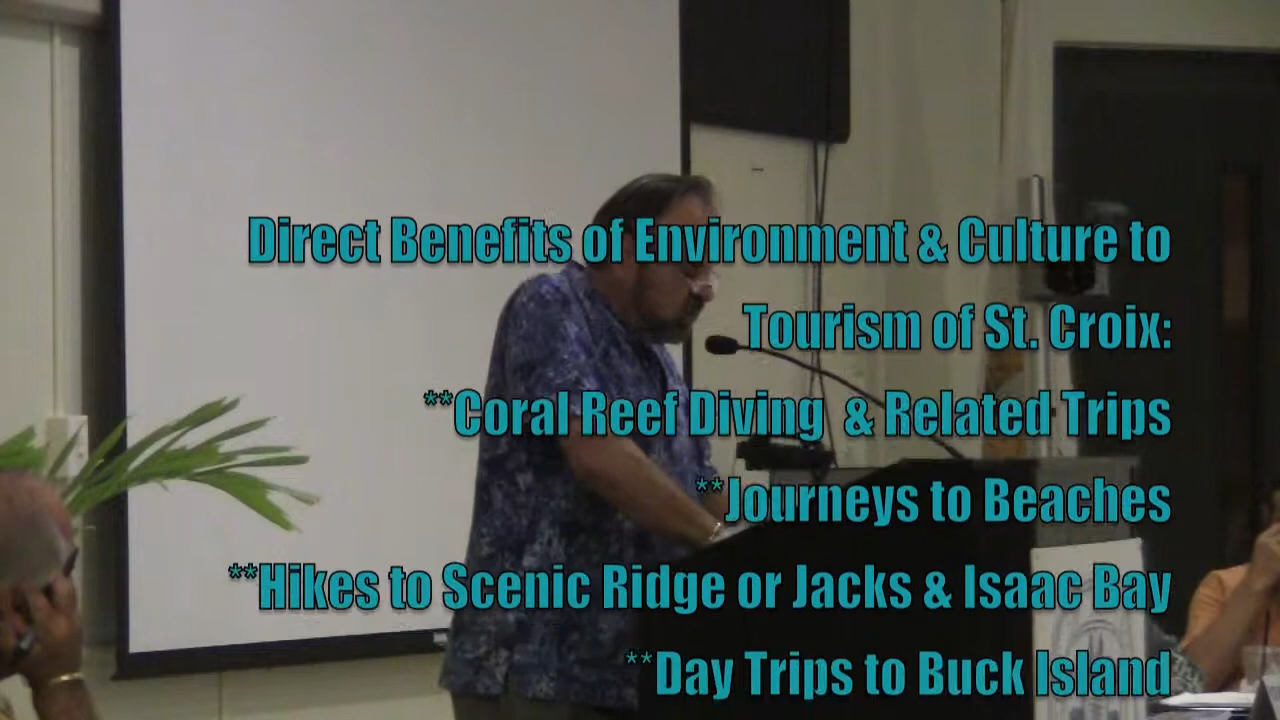 Direct Benefits of Environment & Culture to
Tourism of St. Croix:
**Coral Reef Diving & Related Trips
**Journeys to Beaches
**Hikes to Scenic Ridge or Jacks & Isaac Bay
**Day Trips to Buck Island